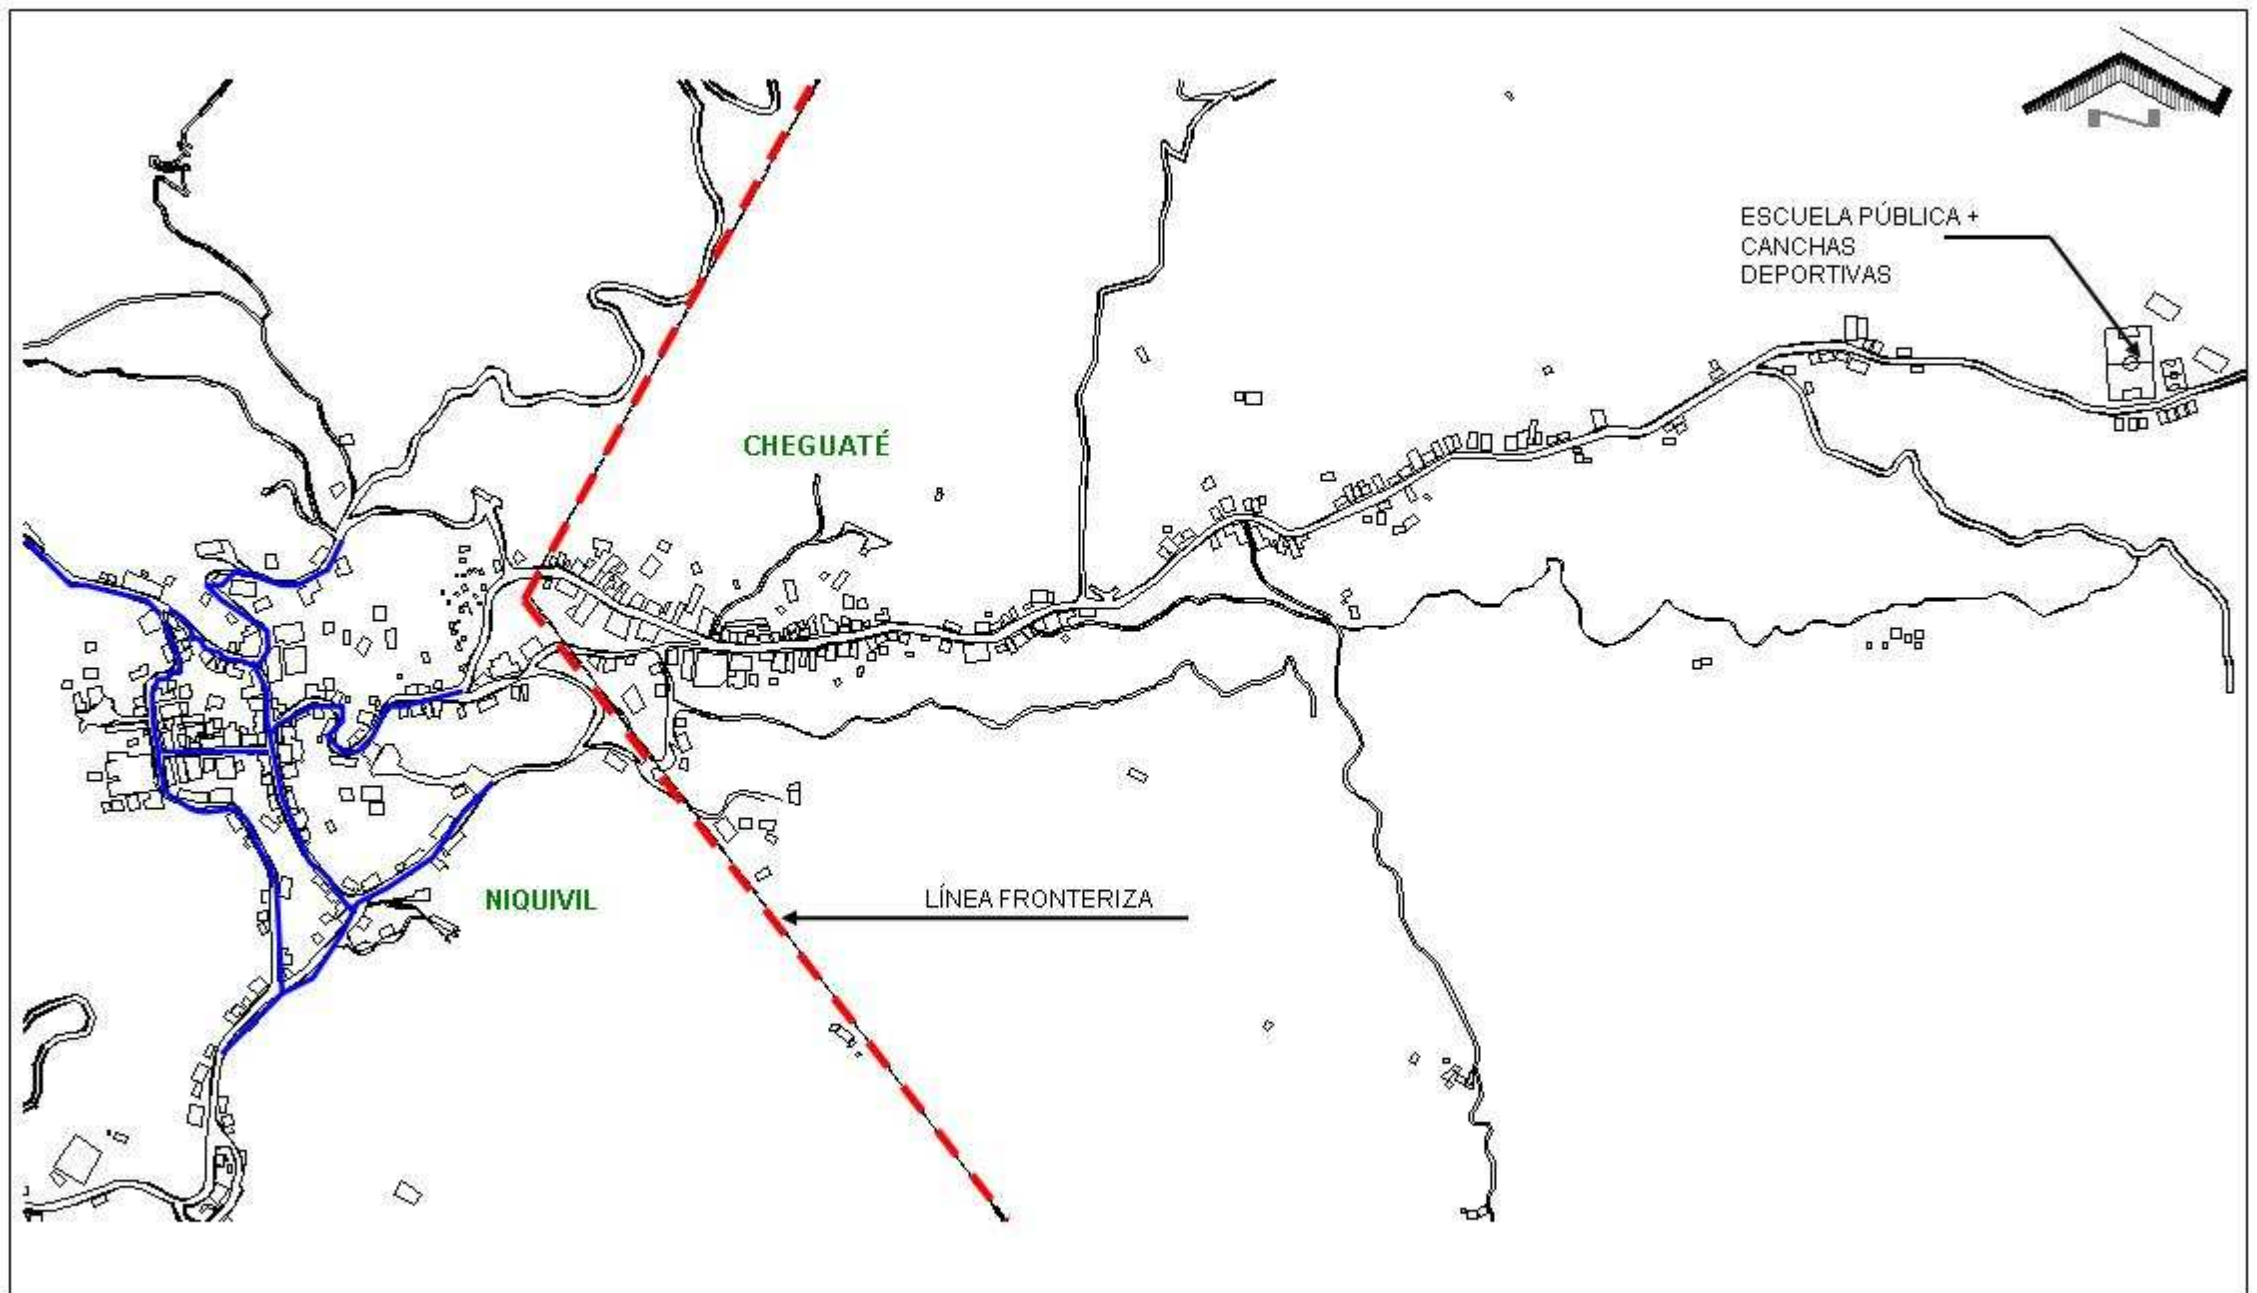 ESCUELA PÚBLICA +
CANCHAS
DEPORTIVAS
CHEGUATÉ
NIQUIVIL
LÍNEA FRONTERIZA